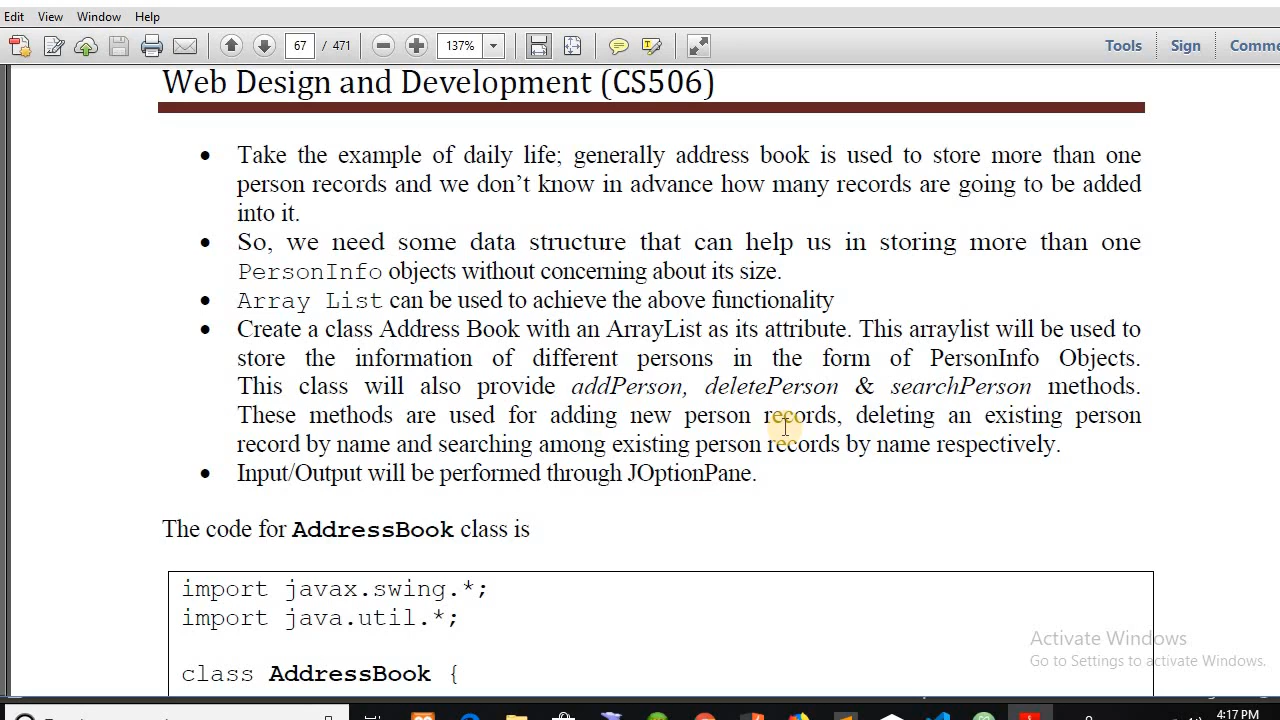 Edit View Window Help
67 / 471 137% Tools Sign Comme
Web Design and Development (CS506)
• Take the example of daily life; generally address book is used to store more than one
person records and we don’t know in advance how many records are going to be added
into it.
• So, we need some data structure that can help us in storing more than one
PersonInfo objects without concerning about its size.
• Array List can be used to achieve the above functionality
• Create a class Address Book with an ArrayList as its attribute. This arraylist will be used to
store the information of different persons in the form of PersonInfo Objects.
This class will also provide addPerson, deletePerson & searchPerson methods.
These methods are used for adding new person records, deleting an existing person
record by name and searching among existing person records by name respectively.
• Input/Output will be performed through JOptionPane.
The code for AddressBook class is
import javax.swing.*;
import java.util.*;
class AddressBook {
Activate Windows
Go to Settings to activate Windows.
4:17 PM